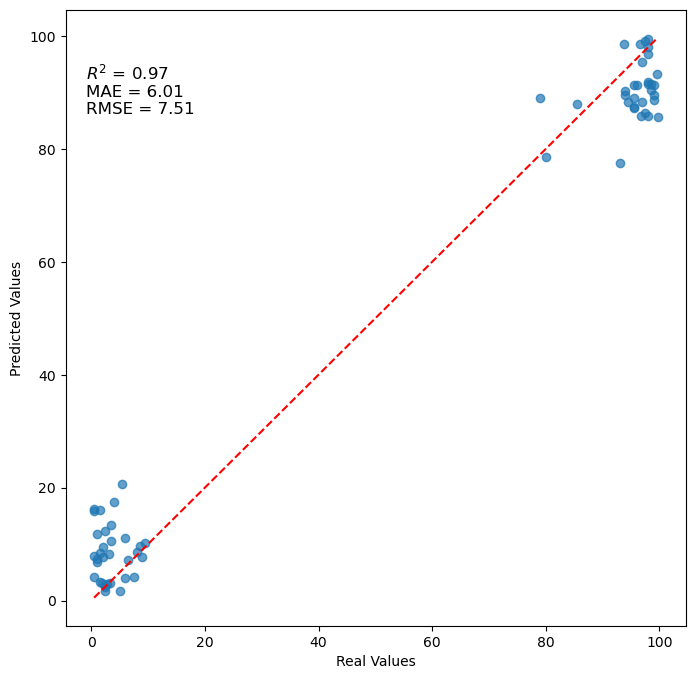 R² = 0.97
MAE = 6.01
RMSE = 7.51
100
80
60
40
20
0
Predicted Values
0 20 40 60 80 100
Real Values